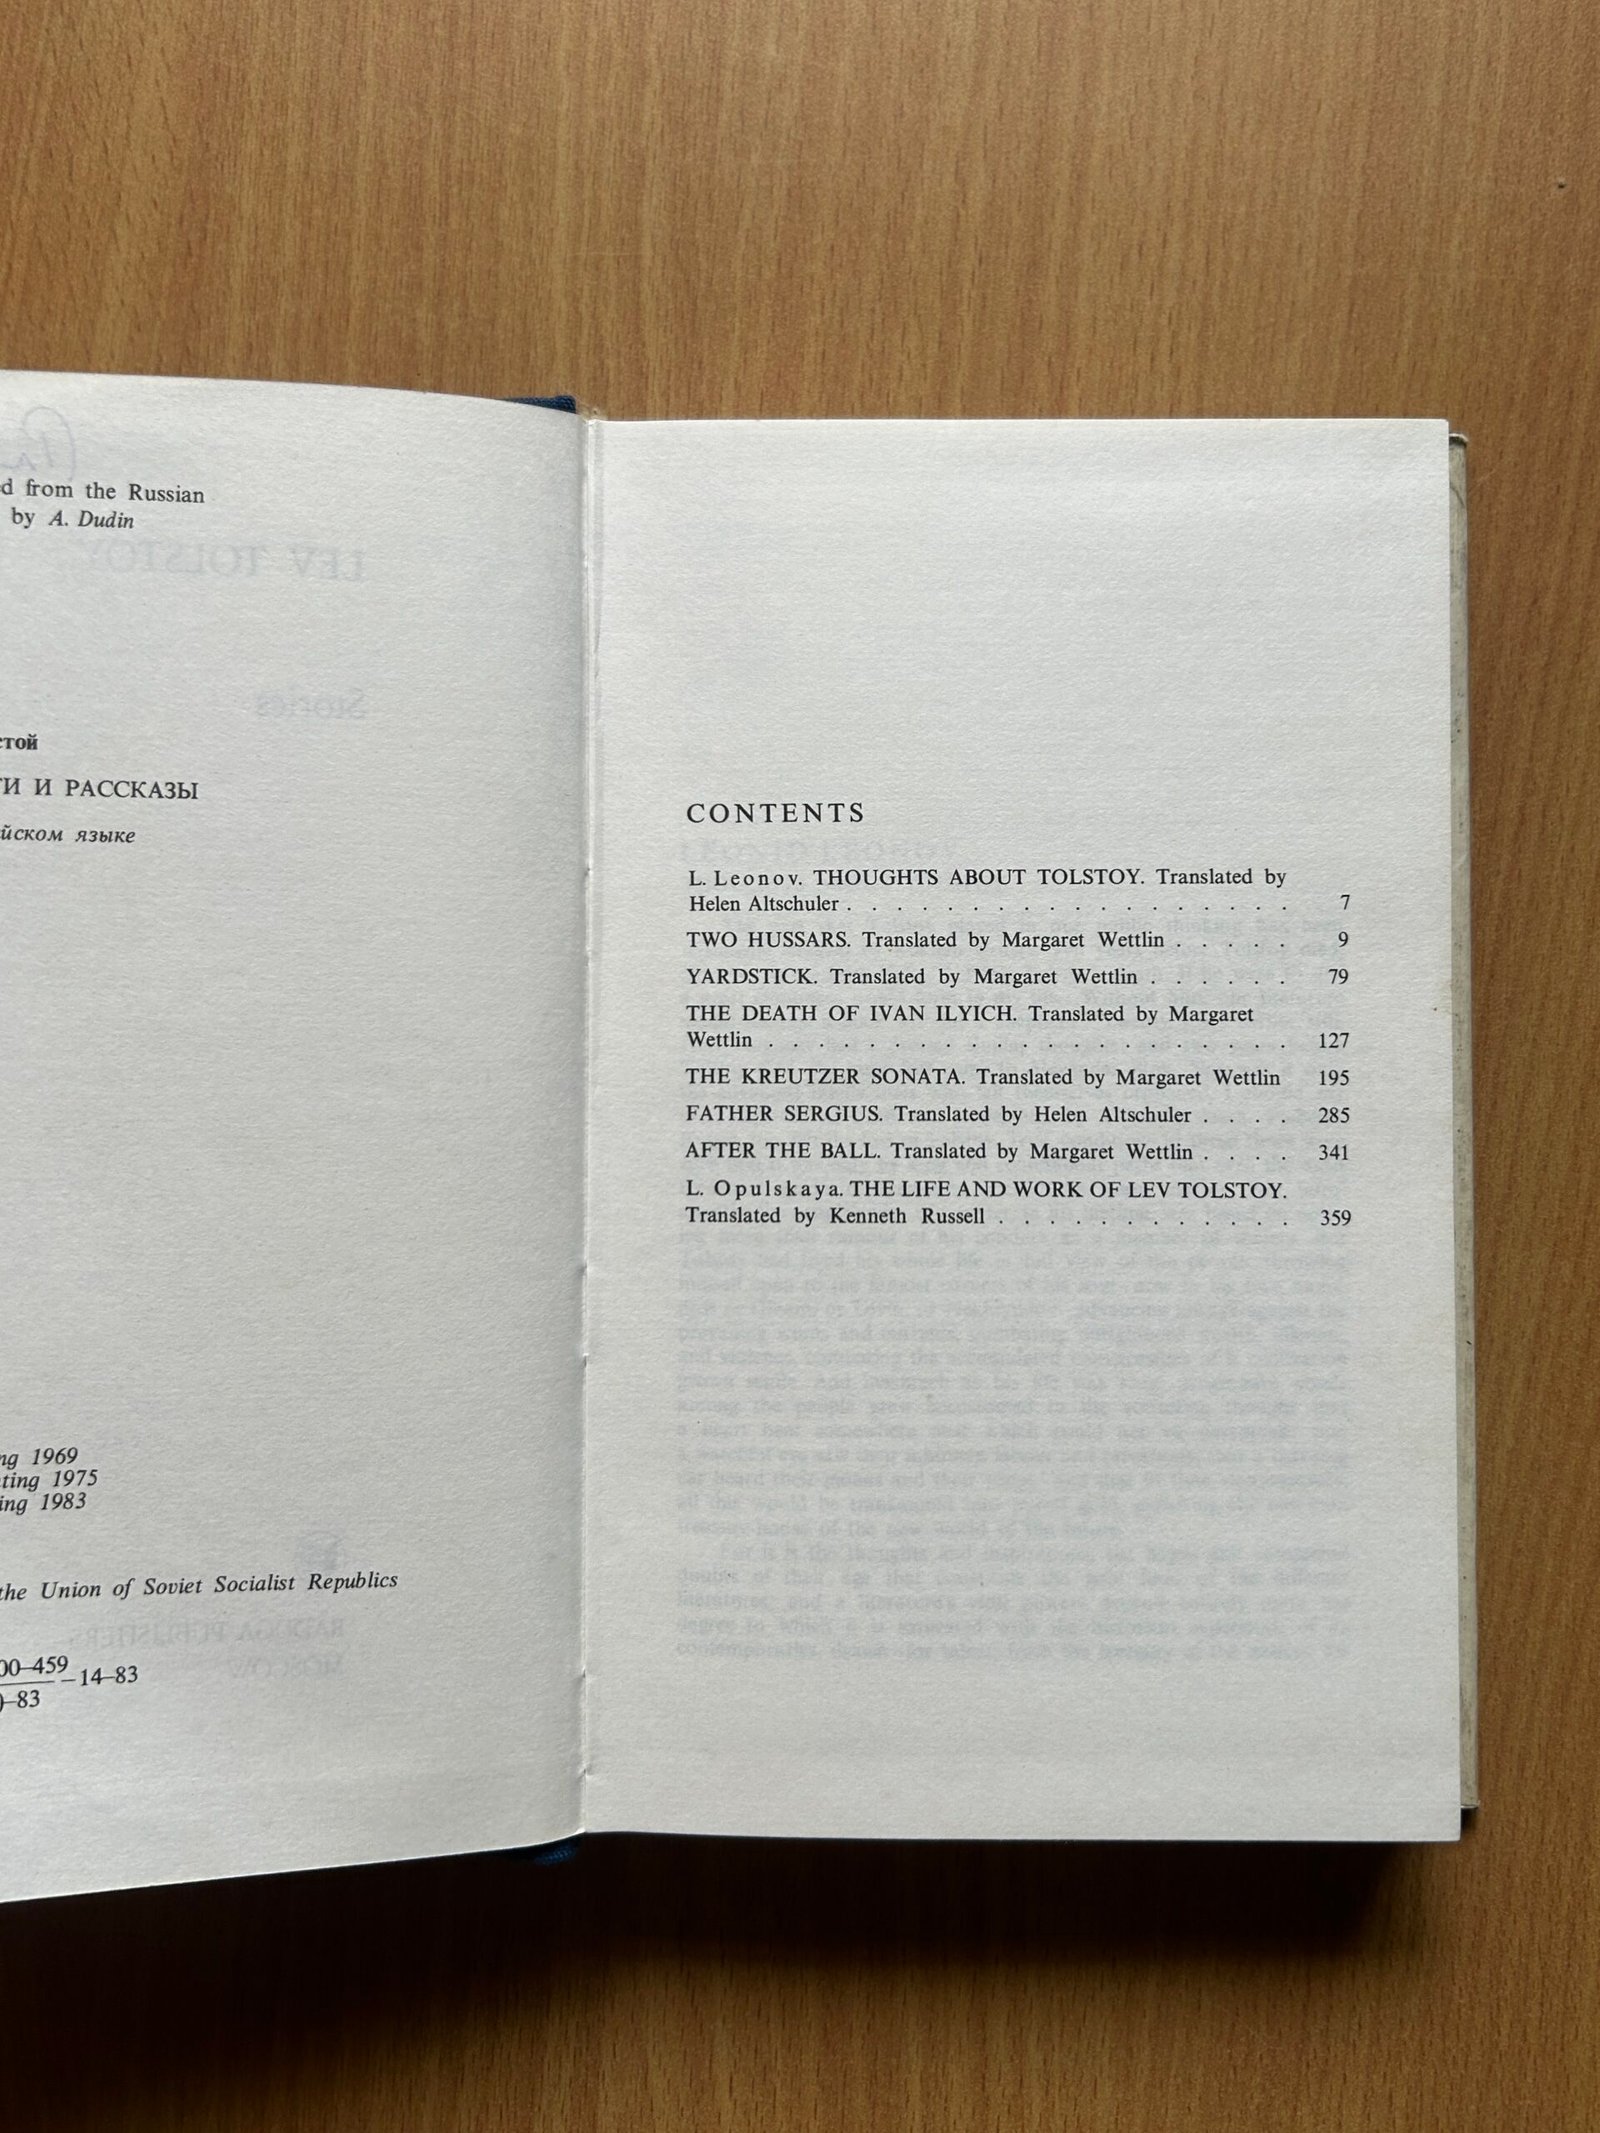 d from the Russian
by A. Dudin
LEV TOLSTOY
Stories
стой
ТИ И РАССКАЗЫ
йском языке
ng 1969
ting 1975
ing 1983
the Union of Soviet Socialist Republics
RADUGA PUBLISHERS
MOSCOW
00–459
–14–83
)–83
CONTENTS
L. Leonov. THOUGHTS ABOUT TOLSTOY. Translated by
Helen Altschuler . . . . . . . . . . . . . . . . . . 7
TWO HUSSARS. Translated by Margaret Wettlin . . . . . 9
YARDSTICK. Translated by Margaret Wettlin . . . . . . 79
THE DEATH OF IVAN ILYICH. Translated by Margaret
Wettlin . . . . . . . . . . . . . . . . . . . . . 127
THE KREUTZER SONATA. Translated by Margaret Wettlin 195
FATHER SERGIUS. Translated by Helen Altschuler . . . . 285
AFTER THE BALL. Translated by Margaret Wettlin . . . . 341
L. Opulskaya. THE LIFE AND WORK OF LEV TOLSTOY.
Translated by Kenneth Russell . . . . . . . . . . . . 359